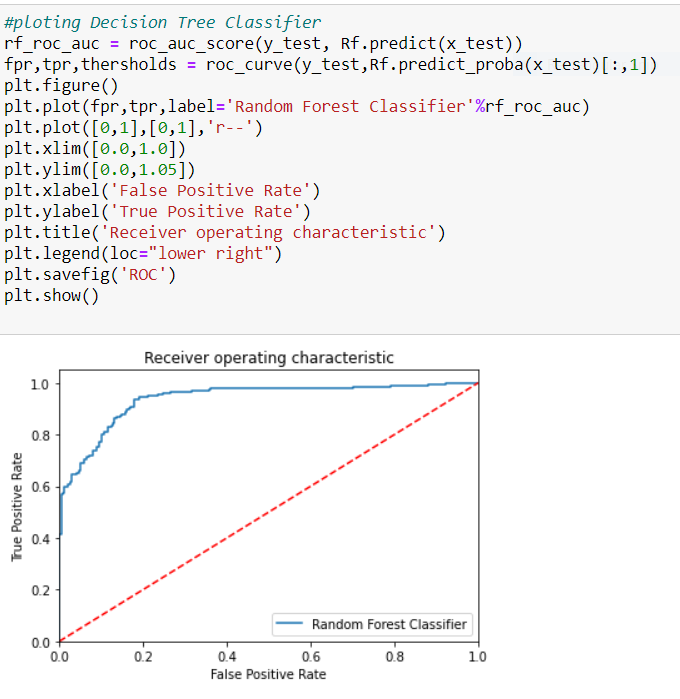 #ploting Decision Tree Classifier
rf_roc_auc = roc_auc_score(y_test, Rf.predict(x_test))
fpr,tpr,thersholds = roc_curve(y_test,Rf.predict_proba(x_test)[:,1])
plt.figure()
plt.plot(fpr,tpr,label='Random Forest Classifier'%rf_roc_auc)
plt.plot([0,1],[0,1],'r--')
plt.xlim([0.0,1.0])
plt.ylim([0.0,1.05])
plt.xlabel('False Positive Rate')
plt.ylabel('True Positive Rate')
plt.title('Receiver operating characteristic')
plt.legend(loc="lower right")
plt.savefig('ROC')
plt.show()
Receiver operating characteristic
True Positive Rate
1.0
0.8
0.6
0.4
0.2
0.0
Random Forest Classifier
0.0 0.2 0.4 0.6 0.8 1.0
False Positive Rate